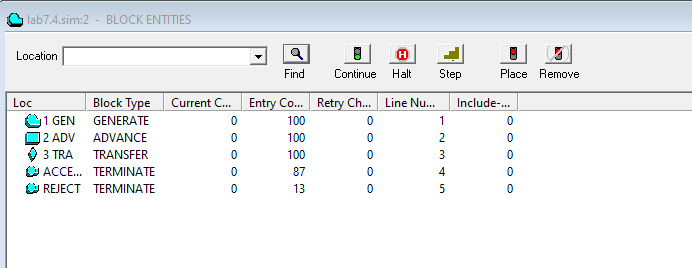 lab7.4.sim:2 - BLOCK ENTITIES
Location Find Continue Halt Step Place Remove
Loc Block Type Current C... Entry Co... Retry Ch... Line Nu... Include-...
1 GEN GENERATE 0 100 0 1 0
2 ADV ADVANCE 0 100 0 2 0
3 TRA TRANSFER 0 100 0 3 0
ACCE... TERMINATE 0 87 0 4 0
REJECT TERMINATE 0 13 0 5 0